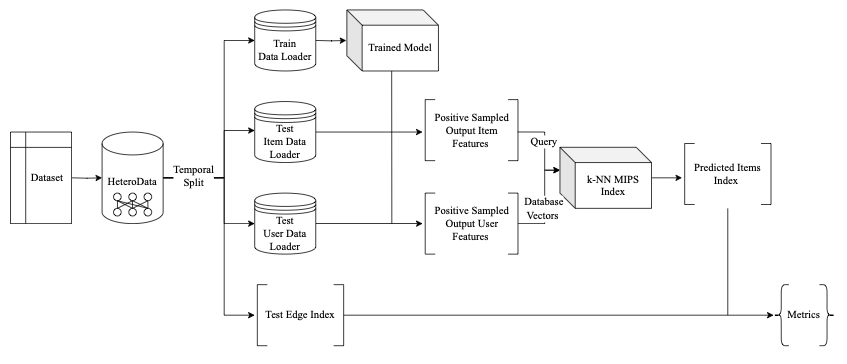 Train
Data Loader
Trained Model
Dataset
HeteroData
Temporal
Split
Test
Item Data
Loader
Positive Sampled
Output Item
Features
Query
k-NN MIPS
Index
Predicted Items
Index
Test
User Data
Loader
Positive Sampled
Output User
Features
Database
Vectors
Test Edge Index
Metrics